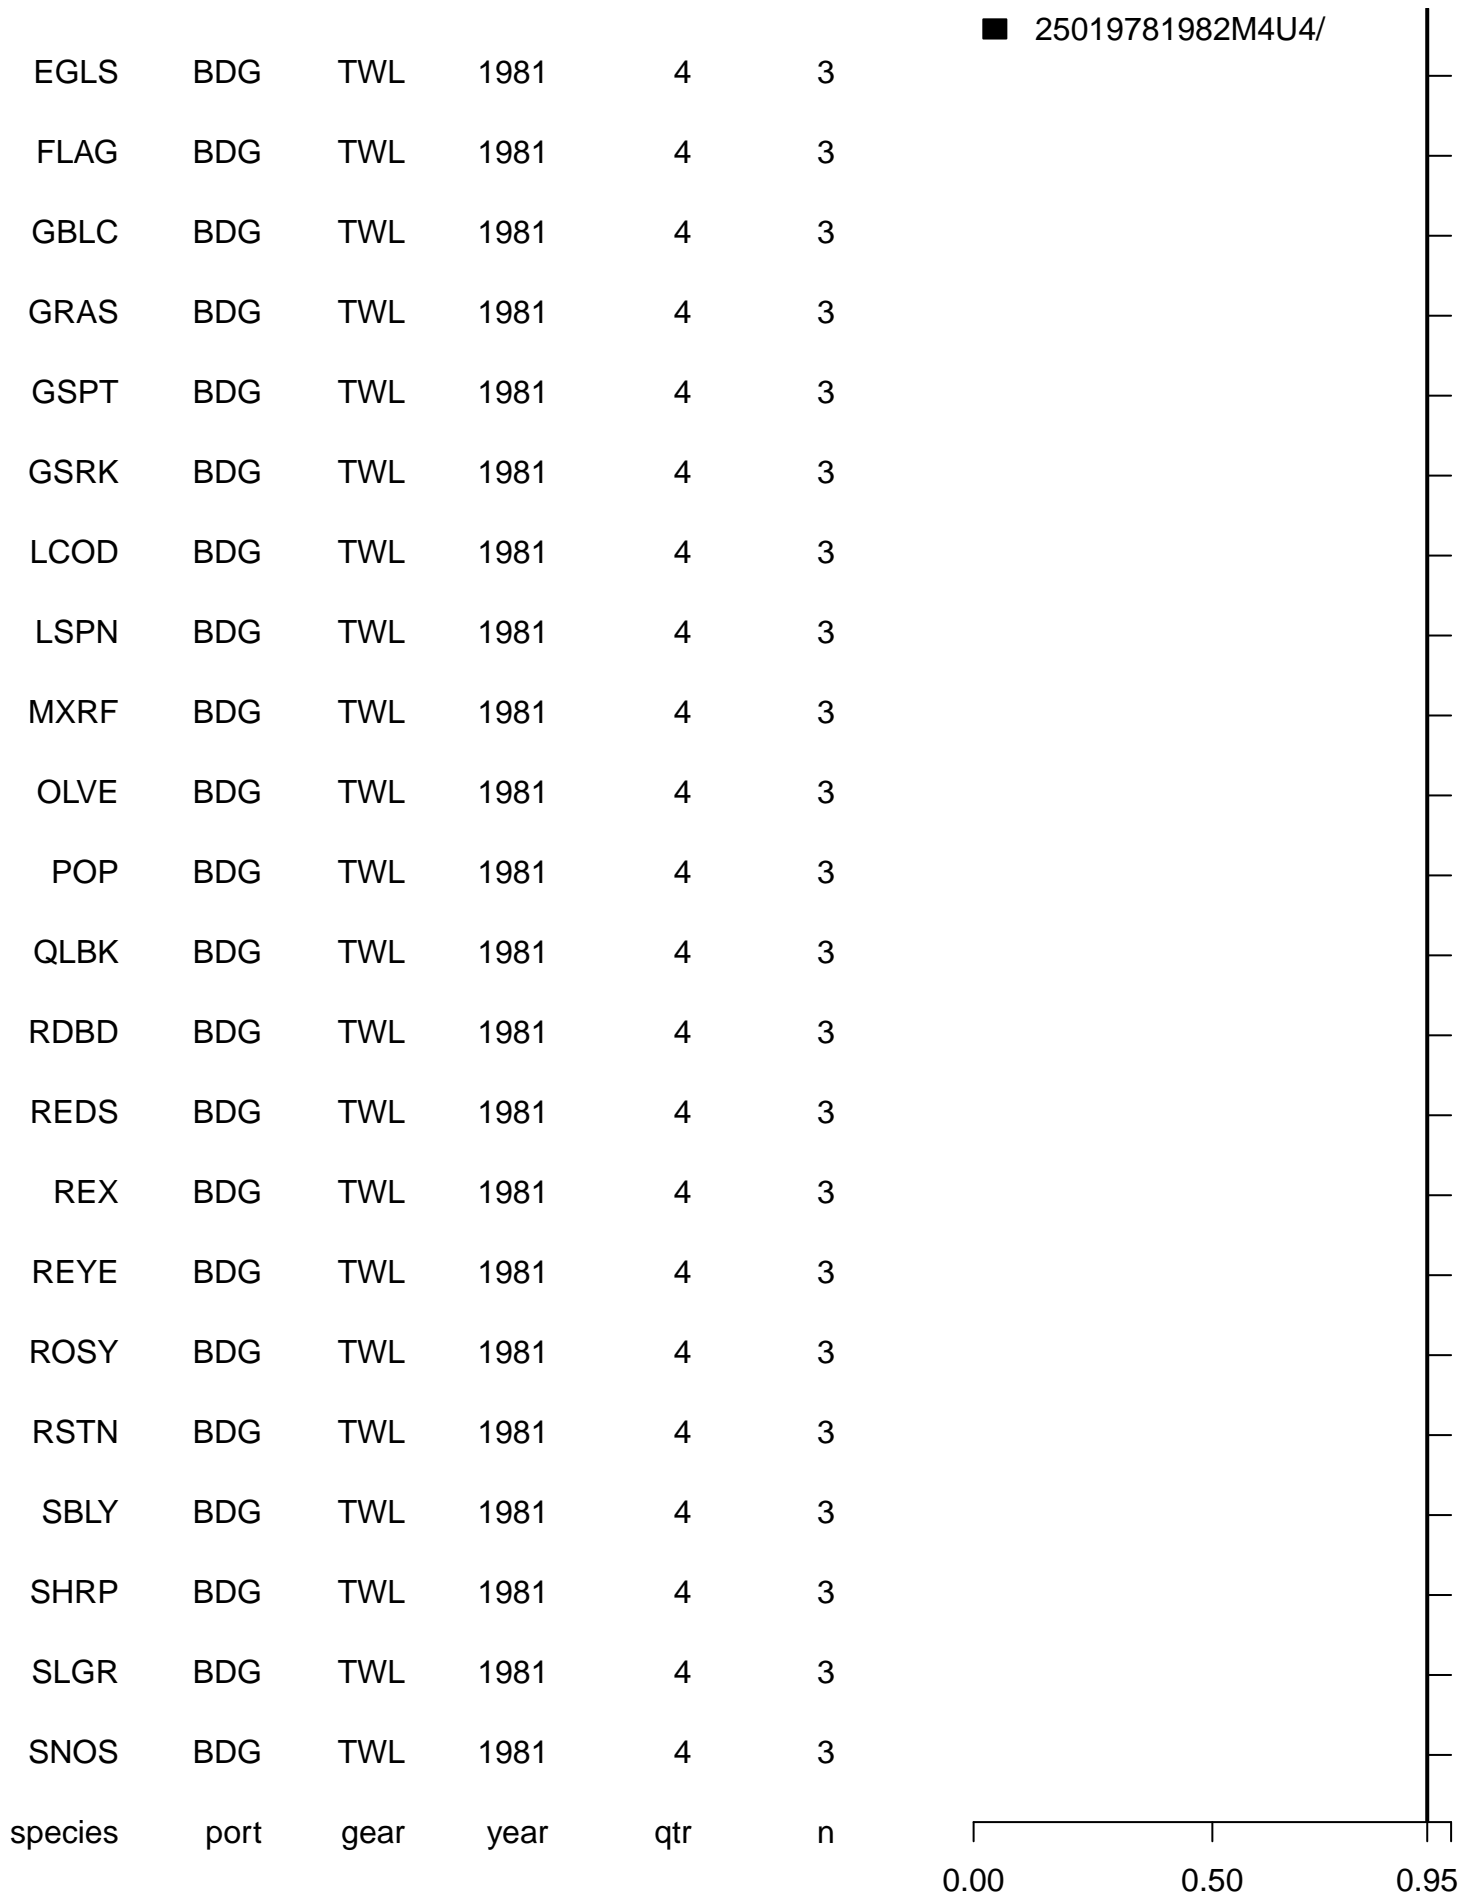 25019781982M4U4/
EGLS BDG TWL 1981 4 3
FLAG BDG TWL 1981 4 3
GBLC BDG TWL 1981 4 3
GRAS BDG TWL 1981 4 3
GSPT BDG TWL 1981 4 3
GSRK BDG TWL 1981 4 3
LCOD BDG TWL 1981 4 3
LSPN BDG TWL 1981 4 3
MXRF BDG TWL 1981 4 3
OLVE BDG TWL 1981 4 3
POP BDG TWL 1981 4 3
QLBK BDG TWL 1981 4 3
RDBD BDG TWL 1981 4 3
REDS BDG TWL 1981 4 3
REX BDG TWL 1981 4 3
REYE BDG TWL 1981 4 3
ROSY BDG TWL 1981 4 3
RSTN BDG TWL 1981 4 3
SBLY BDG TWL 1981 4 3
SHRP BDG TWL 1981 4 3
SLGR BDG TWL 1981 4 3
SNOS BDG TWL 1981 4 3
species port gear year qtr n
0.00 0.50 0.95